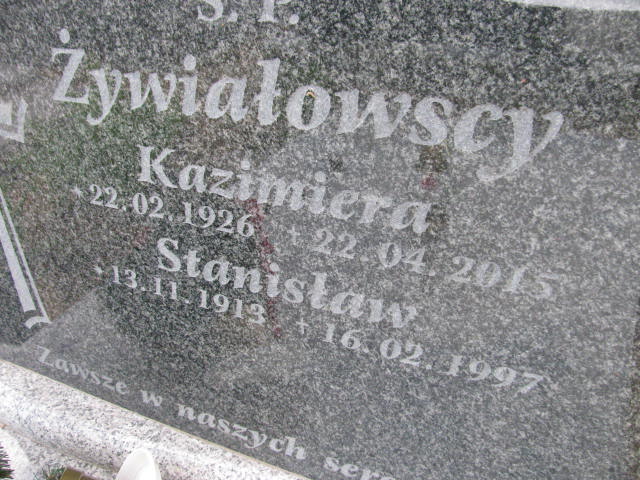 Ś. P.
Żywiałowscy
Kazimiera
* 22.02.1926 + 22.04.2015
Stanisław
* 13.11.1913 + 16.02.1997
Zawsze w naszych